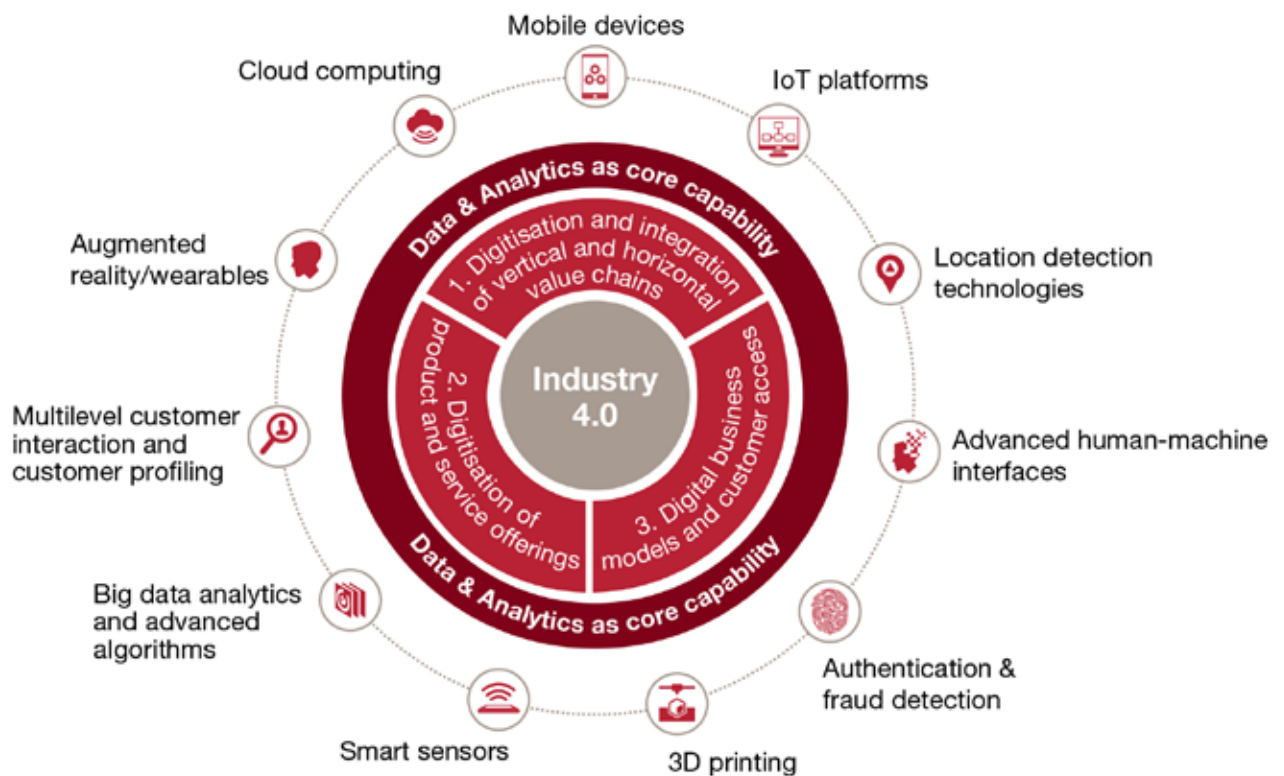 Mobile devices
Cloud computing
IoT platforms
Augmented
reality/wearables
Location detection
technologies
Multilevel customer
interaction and
customer profiling
Advanced human-machine
interfaces
Big data analytics
and advanced
algorithms
Authentication &
fraud detection
Smart sensors
3D printing
Data & Analytics as core capability
1. Digitisation and integration
of vertical and horizontal
value chains
Industry
4.0
2. Digitisation of
product and service offerings
3. Digital business
models and customer access
Data & Analytics as core capability